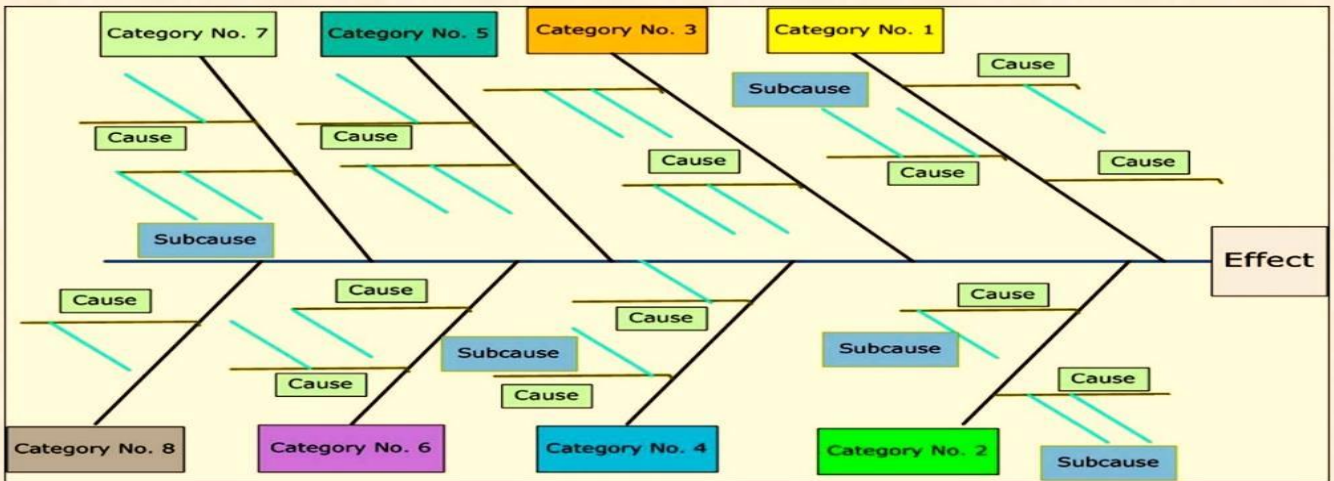 Category No. 7
Category No. 5
Category No. 3
Category No. 1
Cause
Subcause
Cause
Cause
Cause
Cause
Cause
Subcause
Effect
Cause
Cause
Cause
Cause
Subcause
Subcause
Cause
Cause
Cause
Category No. 8
Category No. 6
Category No. 4
Category No. 2
Subcause